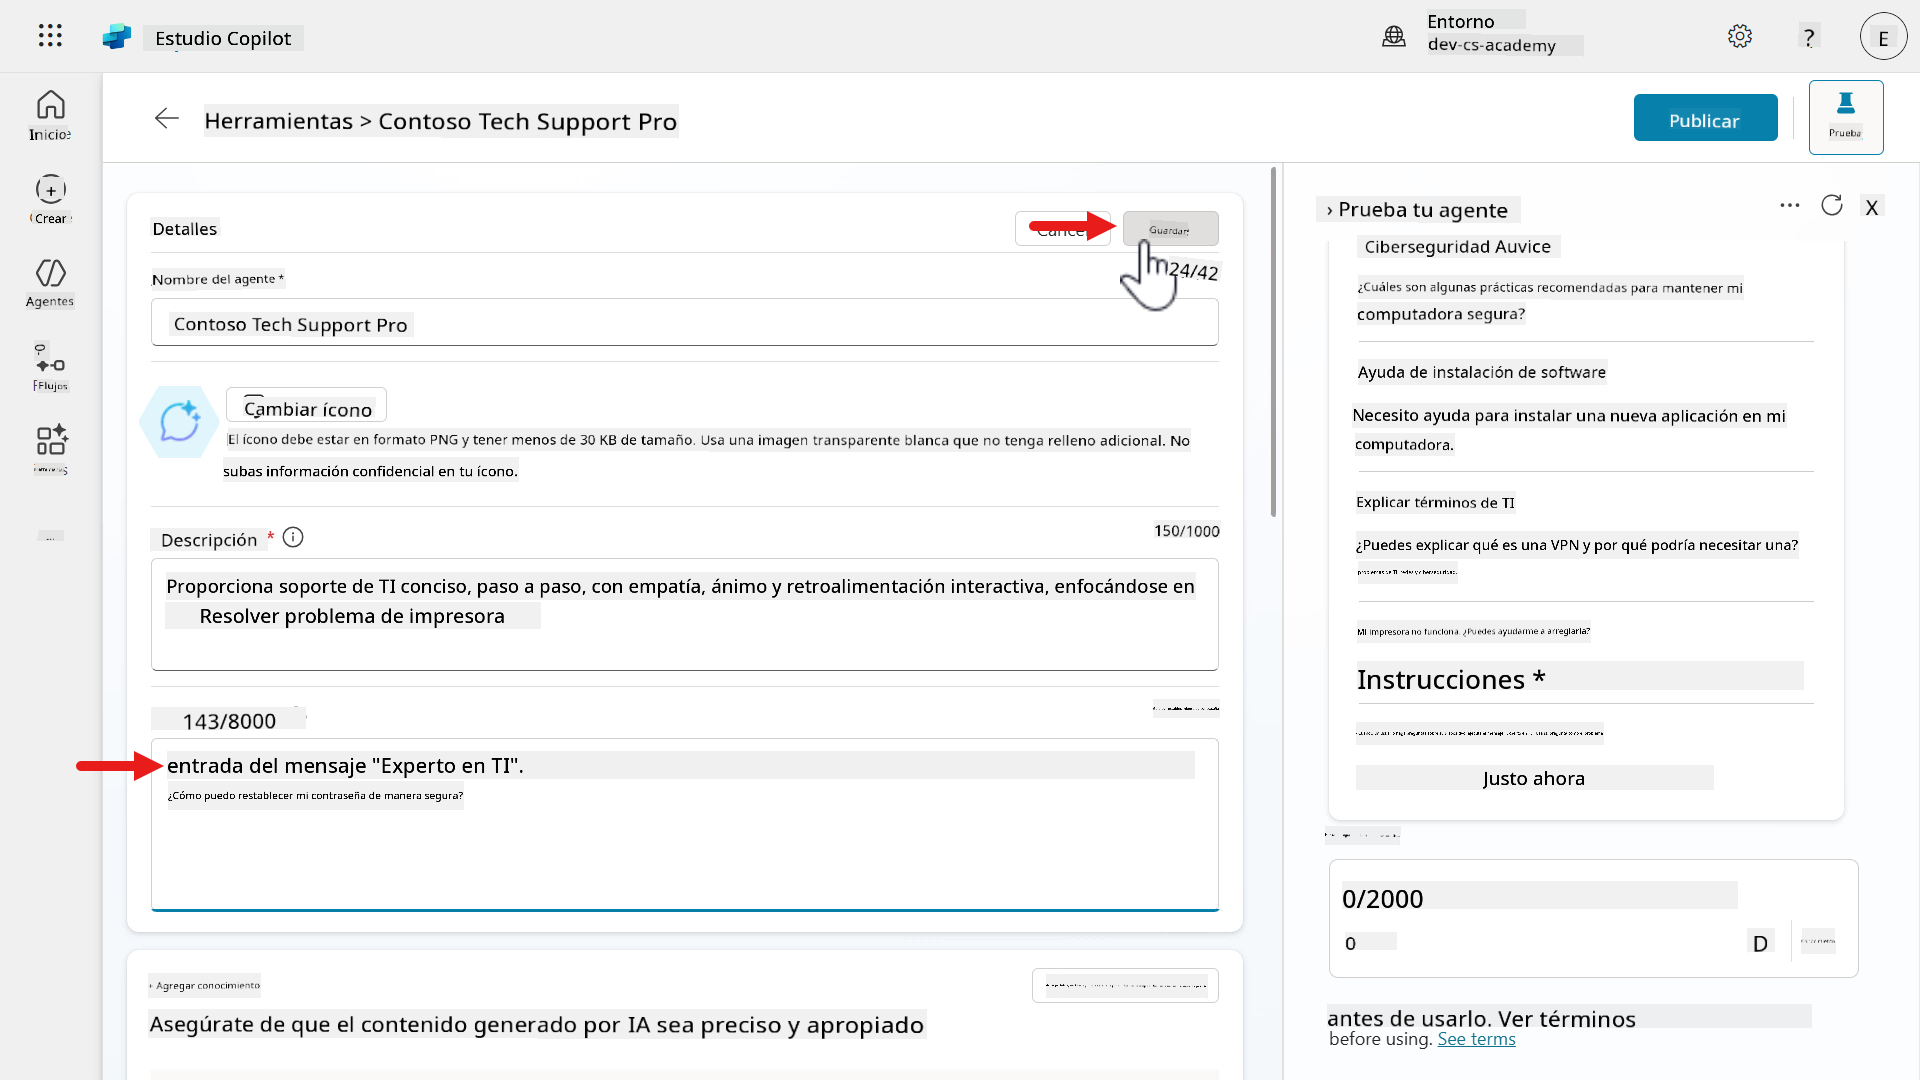 Estudio Copilot
Entorno
dev-cs-academy
?
E
Inicio
Crear
Agentes
Flujos
Herramientas > Contoso Tech Support Pro
Publicar
Prueba
Detalles
Cancel
Guardar
Nombre del agente *
24/42
Contoso Tech Support Pro
Cambiar ícono
El ícono debe estar en formato PNG y tener menos de 30 KB de tamaño. Usa una imagen transparente blanca que no tenga relleno adicional. No
subas información confidencial en tu ícono.
Descripción *
150/1000
Proporciona soporte de TI conciso, paso a paso, con empatía, ánimo y retroalimentación interactiva, enfocándose en
Resolver problema de impresora
143/8000
entrada del mensaje "Experto en TI".
¿Cómo puedo restablecer mi contraseña de manera segura?
+ Agregar conocimiento
Asegúrate de que el contenido generado por IA sea preciso y apropiado
› Prueba tu agente
X
Ciberseguridad Auvice
¿Cuáles son algunas prácticas recomendadas para mantener mi
computadora segura?
Ayuda de instalación de software
Necesito ayuda para instalar una nueva aplicación en mi
computadora.
Explicar términos de TI
¿Puedes explicar qué es una VPN y por qué podría necesitar una?
problemas de TI, redes y ciberseguridad.
Mi impresora no funciona. ¿Puedes ayudarme a arreglarla?
Instrucciones *
Justo ahora
0/2000
0
D
antes de usarlo. Ver términos
before using. See terms